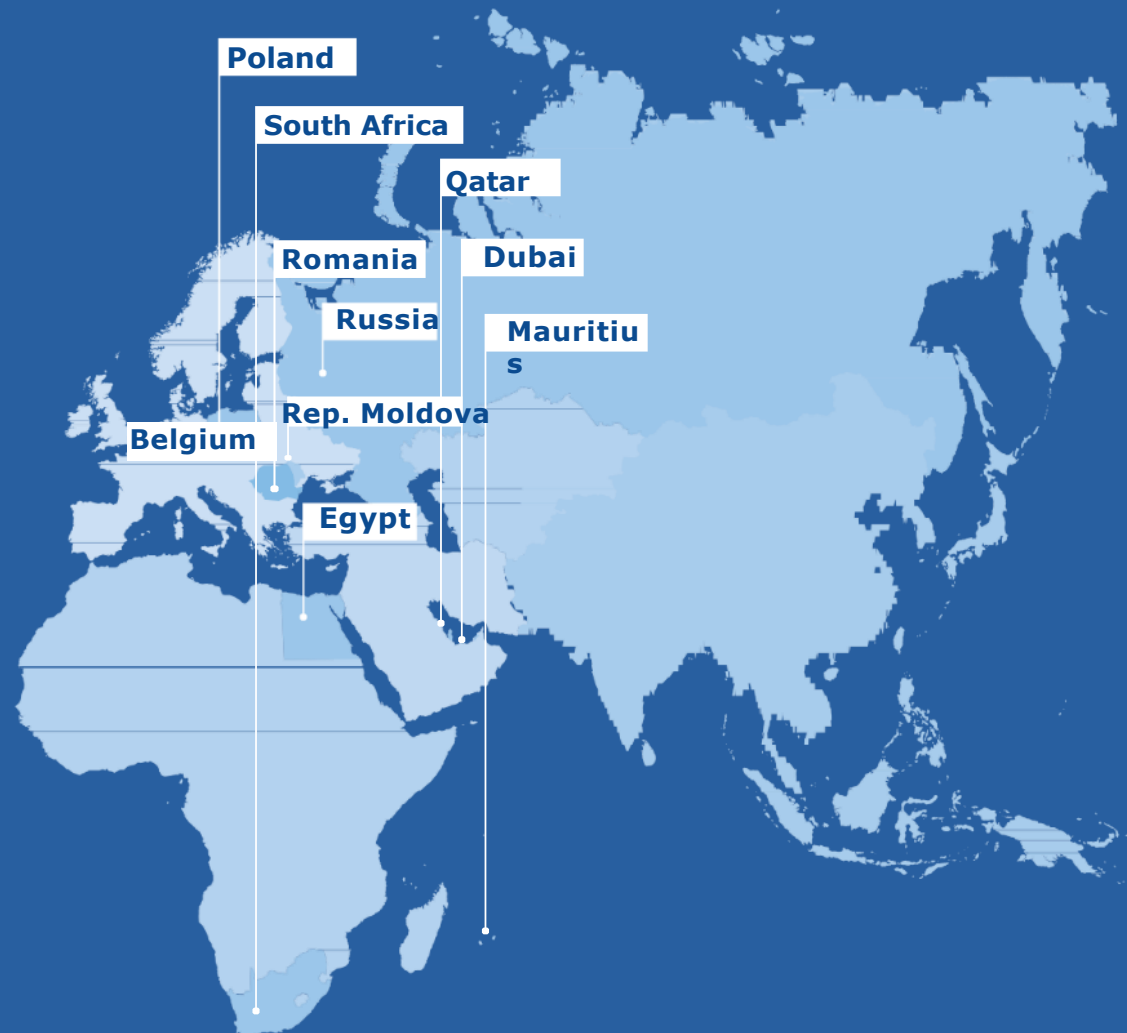 Poland
South Africa
Qatar
Romania
Dubai
Russia
Mauritiu
s
Rep. Moldova
Belgium
Egypt